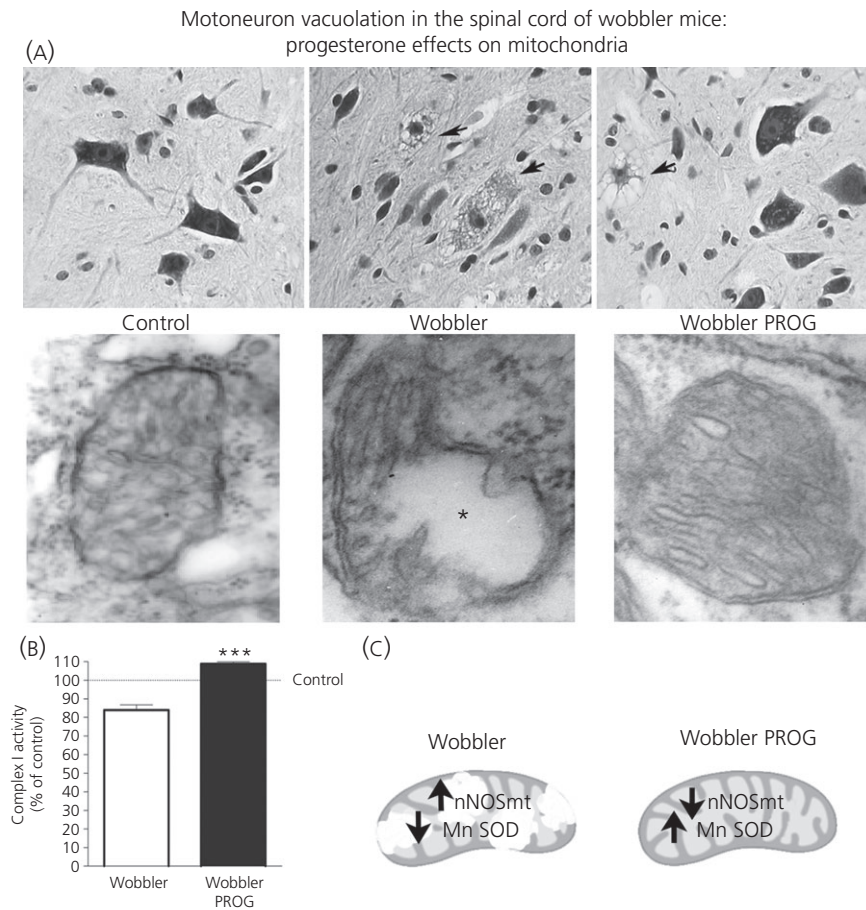 Motoneuron vacuolation in the spinal cord of wobbler mice:
progesterone effects on mitochondria
(A)
Control
Wobbler
Wobbler PROG
*
(B)
Complex I activity
(% of control)
110
100
90
80
70
60
50
40
30
20
10
0
***
Control
Wobbler
Wobbler
PROG
(C)
Wobbler
nNOSmt
Mn SOD
Wobbler PROG
nNOSmt
Mn SOD